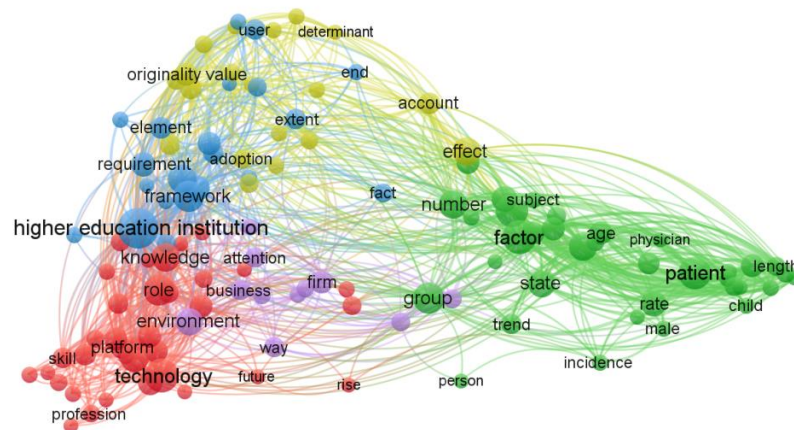 user
determinant
originality value
end
account
element
extent
effect
requirement
adoption
framework
fact
number
subject
higher education institution
factor
age
physician
knowledge
attention
patient
length
role
business
firm
group
state
rate
child
environment
trend
male
way
platform
skill
technology
future
rise
person
incidence
profession